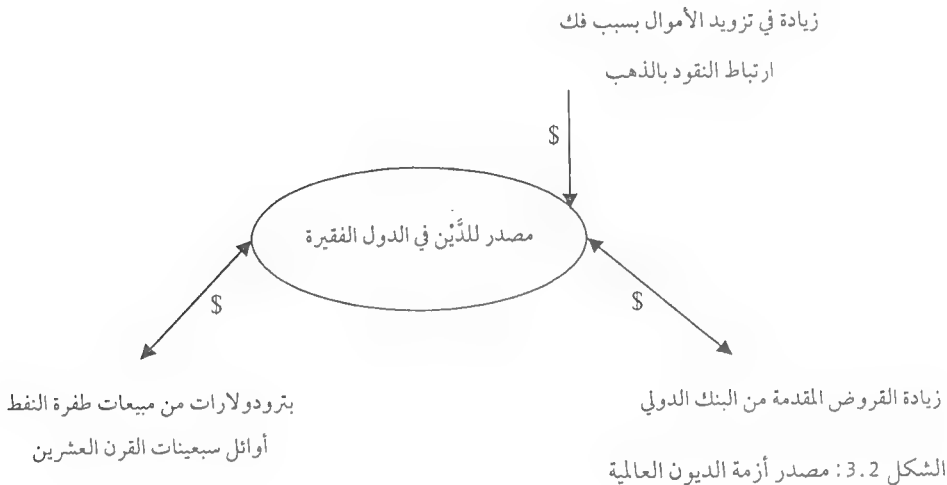 زيادة في تزويد الأموال بسبب فك
ارتباط النقود بالذهب
$
مصدر للدَّيْن في الدول الفقيرة
$
$
زيادة القروض المقدمة من البنك الدولي
بترودولارات من مبيعات طفرة النفط
أوائل سبعينات القرن العشرين
الشكل 3.2: مصدر أزمة الديون العالمية